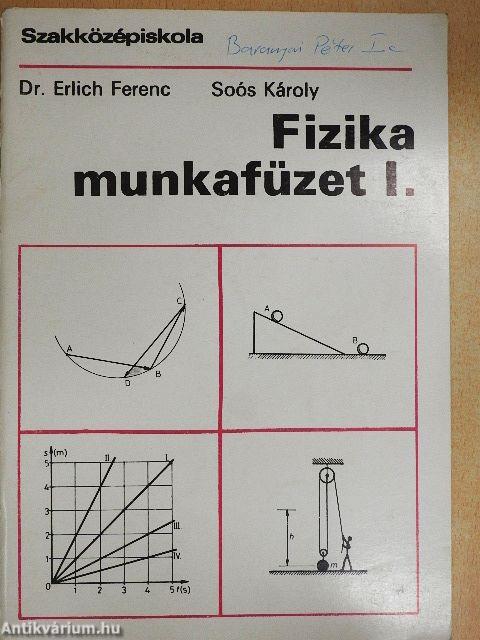 Szakközépiskola
Baranyai Péter I c
Dr. Erlich Ferenc Soós Károly
Fizika
munkafüzet I.
A
C
B
D
A
B
s (m)
II.
I.
5
4
3
III.
2
1
IV.
0
1
2
3
4
5 t(s)
h
m
Antikvárium.hu